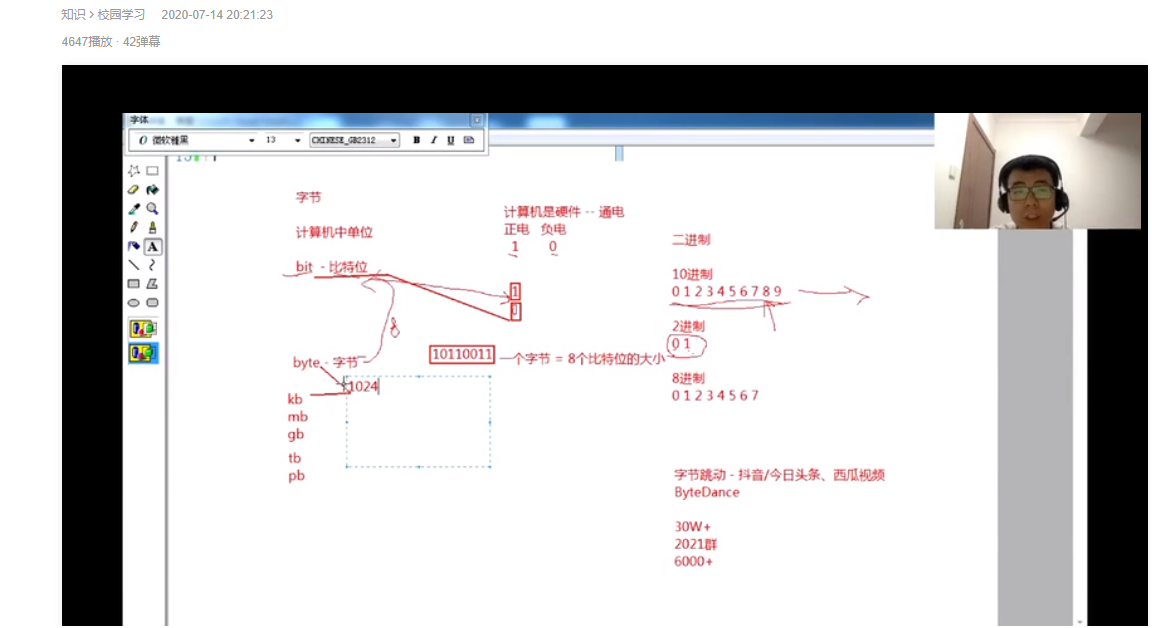 知识 > 校园学习 2020-07-14 20:21:23
4647播放 · 42弹幕
字体
微软雅黑 13 CHINESE_GB2312 B I U
A
字节
计算机中单位
bit - 比特位
8
byte - 字节
1024
kb
mb
gb
tb
pb
计算机是硬件 -- 通电
正电 负电
1 0
1
0
10110011 一个字节 = 8个比特位的大小
二进制
10进制
0 1 2 3 4 5 6 7 8 9
2进制
0 1
8进制
0 1 2 3 4 5 6 7
字节跳动 - 抖音/今日头条、西瓜视频
ByteDance
30W+
2021群
6000+